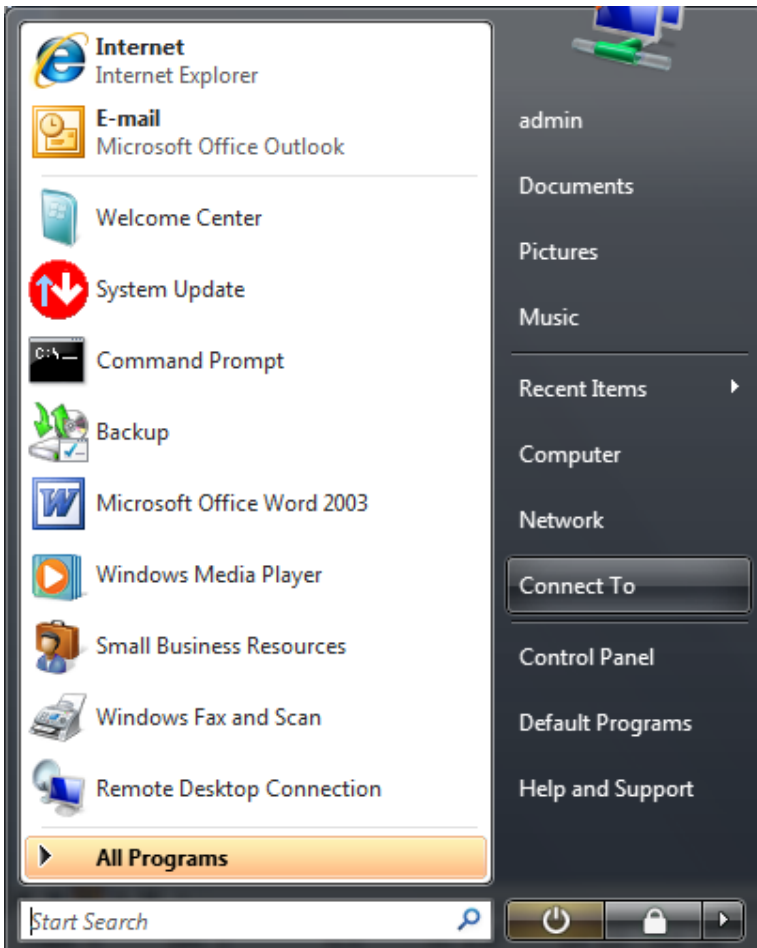 Internet
Internet Explorer
E-mail
Microsoft Office Outlook
Welcome Center
System Update
C:\_
Command Prompt
Backup
Microsoft Office Word 2003
Windows Media Player
Small Business Resources
Windows Fax and Scan
Remote Desktop Connection
All Programs
Start Search
admin
Documents
Pictures
Music
Recent Items
Computer
Network
Connect To
Control Panel
Default Programs
Help and Support